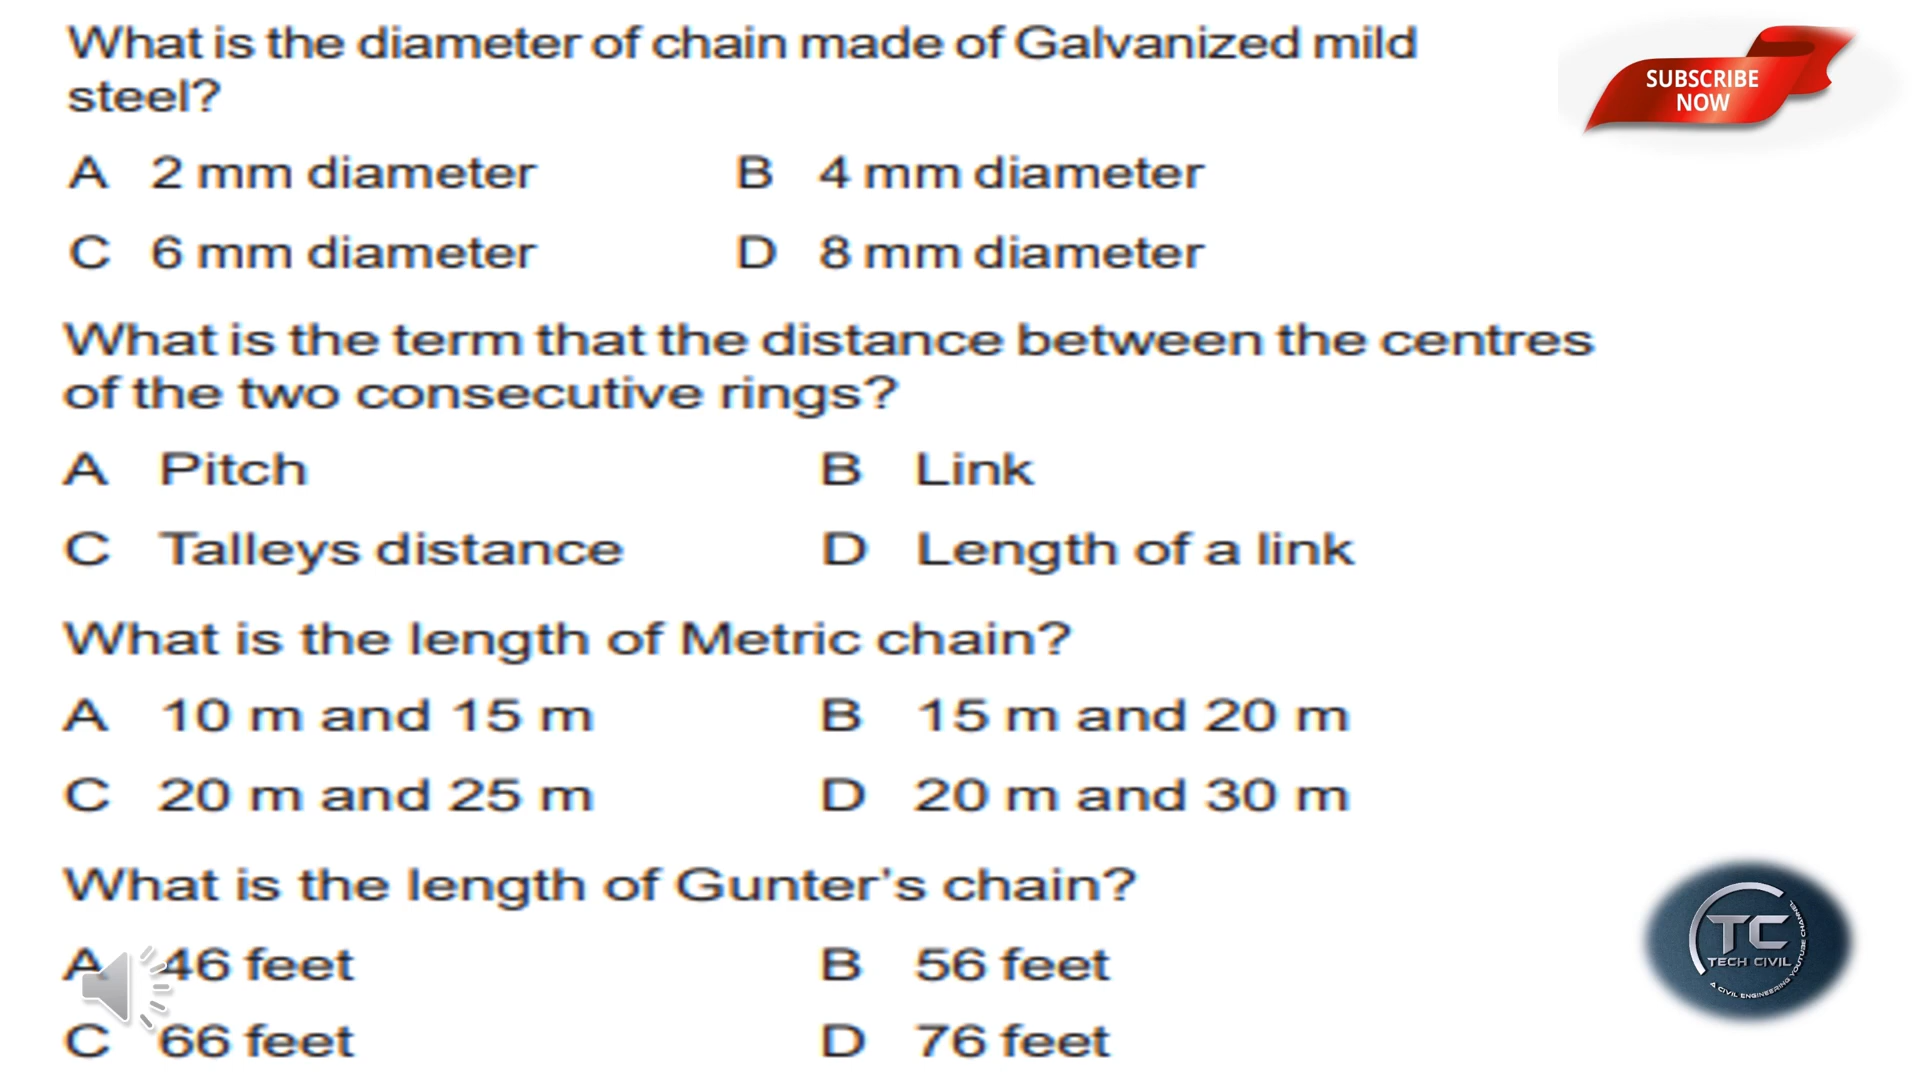 What is the diameter of chain made of Galvanized mild
steel?
A 2 mm diameter B 4 mm diameter
C 6 mm diameter D 8 mm diameter
What is the term that the distance between the centres
of the two consecutive rings?
A Pitch B Link
C Talleys distance D Length of a link
What is the length of Metric chain?
A 10 m and 15 m B 15 m and 20 m
C 20 m and 25 m D 20 m and 30 m
What is the length of Gunter's chain?
A 46 feet B 56 feet
C 66 feet D 76 feet
SUBSCRIBE
NOW
TC
TECH CIVIL
A CIVIL ENGINEERING YOUTUBE CHANNEL